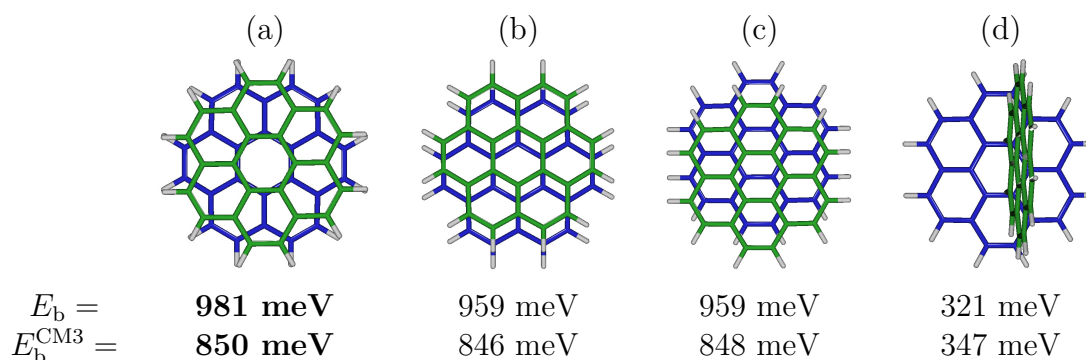 (a) (b) (c) (d)
E_b = 981 meV 959 meV 959 meV 321 meV
E_b^CM3 = 850 meV 846 meV 848 meV 347 meV